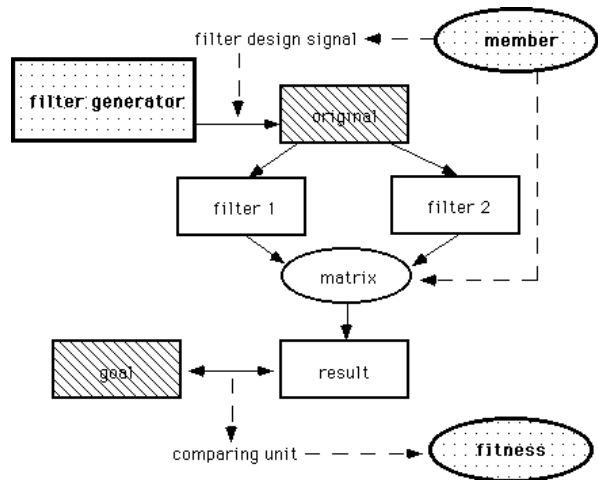 filter design signal
member
filter generator
original
filter 1
filter 2
matrix
goal
result
comparing unit
fitness